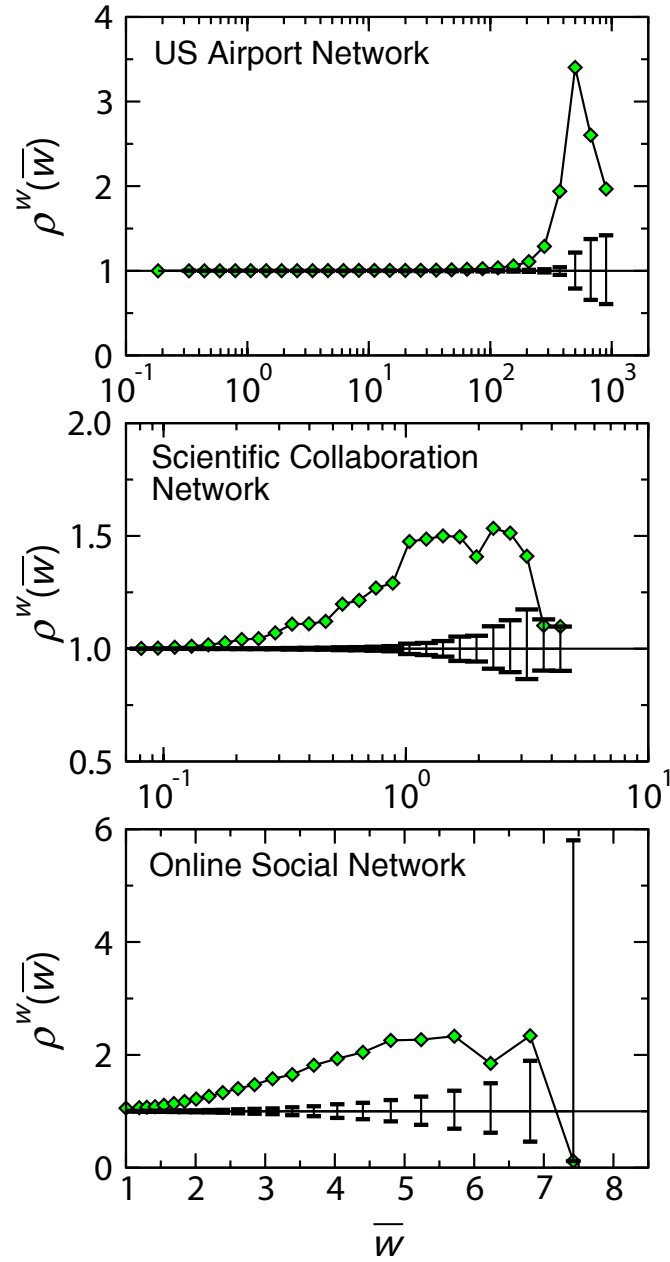 US Airport Network
4
3
2
1
0
ρ^w(w̅)
10^-1
10^0
10^1
10^2
10^3
Scientific Collaboration
Network
2.0
1.5
1.0
0.5
ρ^w(w̅)
10^-1
10^0
10^1
Online Social Network
6
4
2
0
ρ^w(w̅)
1 2 3 4 5 6 7 8
w̅